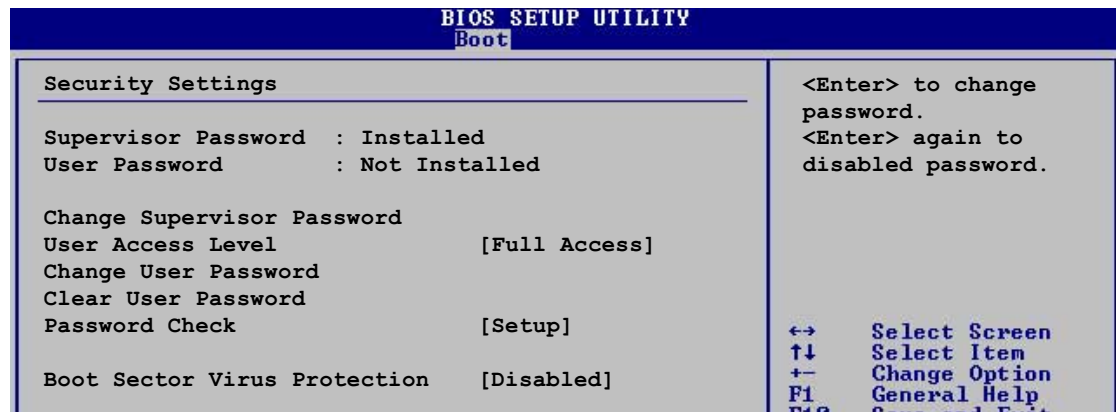 BIOS SETUP UTILITY
Boot
Security Settings
Supervisor Password : Installed
User Password : Not Installed
Change Supervisor Password
User Access Level [Full Access]
Change User Password
Clear User Password
Password Check [Setup]
Boot Sector Virus Protection [Disabled]
<Enter> to change
password.
<Enter> again to
disabled password.
←→ Select Screen
↑↓ Select Item
+- Change Option
F1 General Help